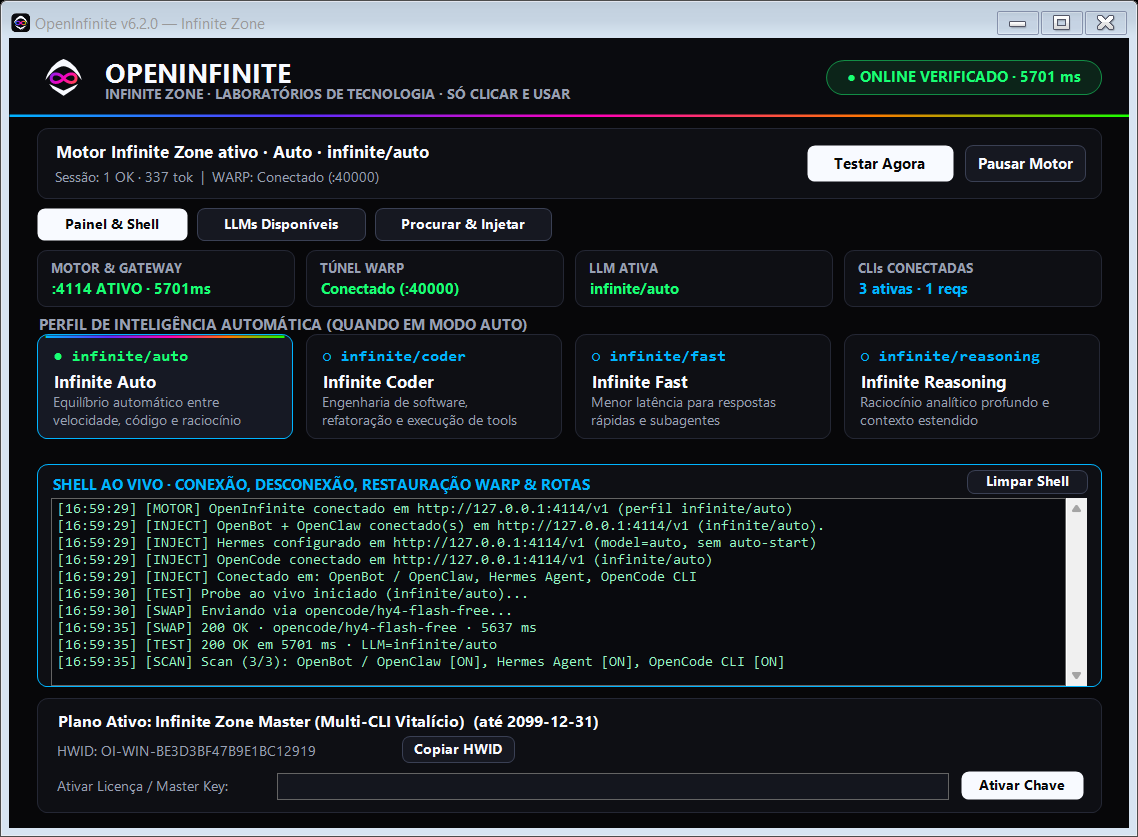 OpenInfinite v6.2.0 — Infinite Zone
OPENINFINITE
INFINITE ZONE · LABORATÓRIOS DE TECNOLOGIA · SÓ CLICAR E USAR
● ONLINE VERIFICADO · 5701 ms
Motor Infinite Zone ativo · Auto · infinite/auto
Sessão: 1 OK · 337 tok | WARP: Conectado (:40000)
Testar Agora
Pausar Motor
Painel & Shell
LLMs Disponíveis
Procurar & Injetar
MOTOR & GATEWAY
:4114 ATIVO · 5701ms
TÚNEL WARP
Conectado (:40000)
LLM ATIVA
infinite/auto
CLIs CONECTADAS
3 ativas · 1 reqs
PERFIL DE INTELIGÊNCIA AUTOMÁTICA (QUANDO EM MODO AUTO)
● infinite/auto
Infinite Auto
Equilíbrio automático entre
velocidade, código e raciocínio
○ infinite/coder
Infinite Coder
Engenharia de software,
refatoração e execução de tools
○ infinite/fast
Infinite Fast
Menor latência para respostas
rápidas e subagentes
○ infinite/reasoning
Infinite Reasoning
Raciocínio analítico profundo e
contexto estendido
SHELL AO VIVO · CONEXÃO, DESCONEXÃO, RESTAURAÇÃO WARP & ROTAS
Limpar Shell
[16:59:29] [MOTOR] OpenInfinite conectado em http://127.0.0.1:4114/v1 (perfil infinite/auto)
[16:59:29] [INJECT] OpenBot + OpenClaw conectado(s) em http://127.0.0.1:4114/v1 (infinite/auto).
[16:59:29] [INJECT] Hermes configurado em http://127.0.0.1:4114/v1 (model=auto, sem auto-start)
[16:59:29] [INJECT] OpenCode conectado em http://127.0.0.1:4114/v1 (infinite/auto)
[16:59:29] [INJECT] Conectado em: OpenBot / OpenClaw, Hermes Agent, OpenCode CLI
[16:59:30] [TEST] Probe ao vivo iniciado (infinite/auto)...
[16:59:30] [SWAP] Enviando via opencode/hy4-flash-free...
[16:59:35] [SWAP] 200 OK · opencode/hy4-flash-free · 5637 ms
[16:59:35] [TEST] 200 OK em 5701 ms · LLM=infinite/auto
[16:59:35] [SCAN] Scan (3/3): OpenBot / OpenClaw [ON], Hermes Agent [ON], OpenCode CLI [ON]
Plano Ativo: Infinite Zone Master (Multi-CLI Vitalício) (até 2099-12-31)
HWID: OI-WIN-BE3D3BF47B9E1BC12919
Copiar HWID
Ativar Licença / Master Key:
Ativar Chave